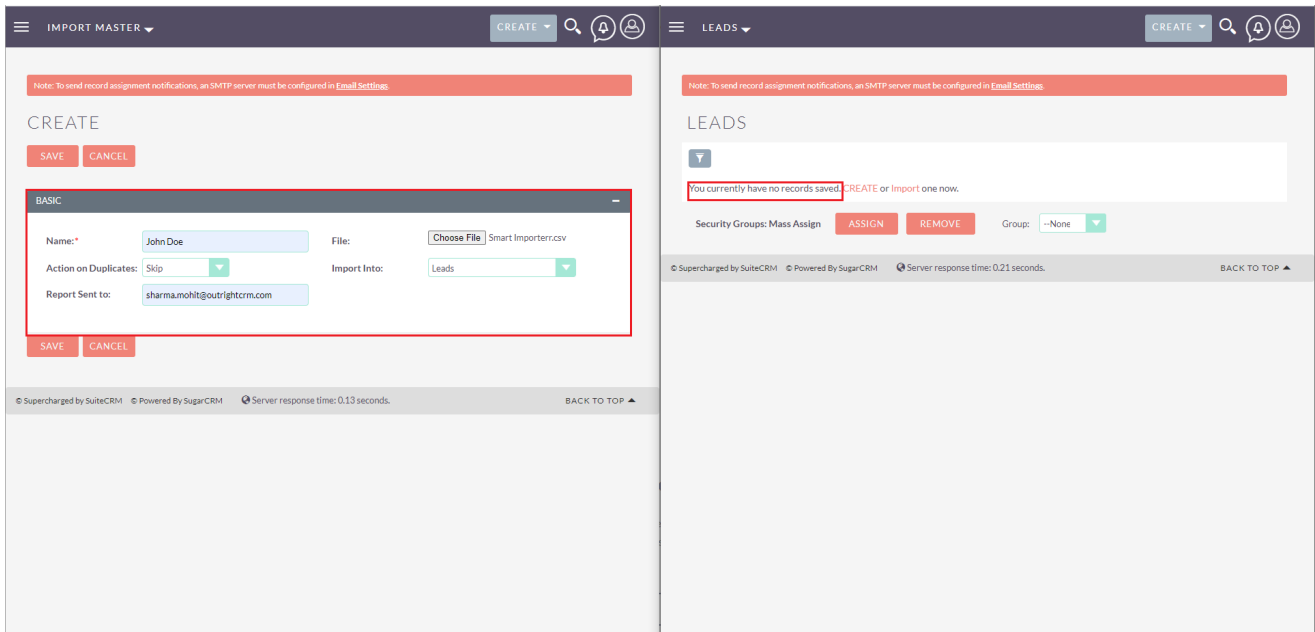 IMPORT MASTER
CREATE
Note: To send record assignment notifications, an SMTP server must be configured in Email Settings.
CREATE
SAVE CANCEL
BASIC
Name:* John Doe File: Choose File Smart Importerr.csv
Action on Duplicates: Skip Import Into: Leads
Report Sent to: sharma.mohit@outrightcrm.com
SAVE CANCEL
© Supercharged by SuiteCRM © Powered By SugarCRM Server response time: 0.13 seconds. BACK TO TOP
LEADS
CREATE
Note: To send record assignment notifications, an SMTP server must be configured in Email Settings.
LEADS
You currently have no records saved. CREATE or Import one now.
Security Groups: Mass Assign ASSIGN REMOVE Group: --None
© Supercharged by SuiteCRM © Powered By SugarCRM Server response time: 0.21 seconds. BACK TO TOP